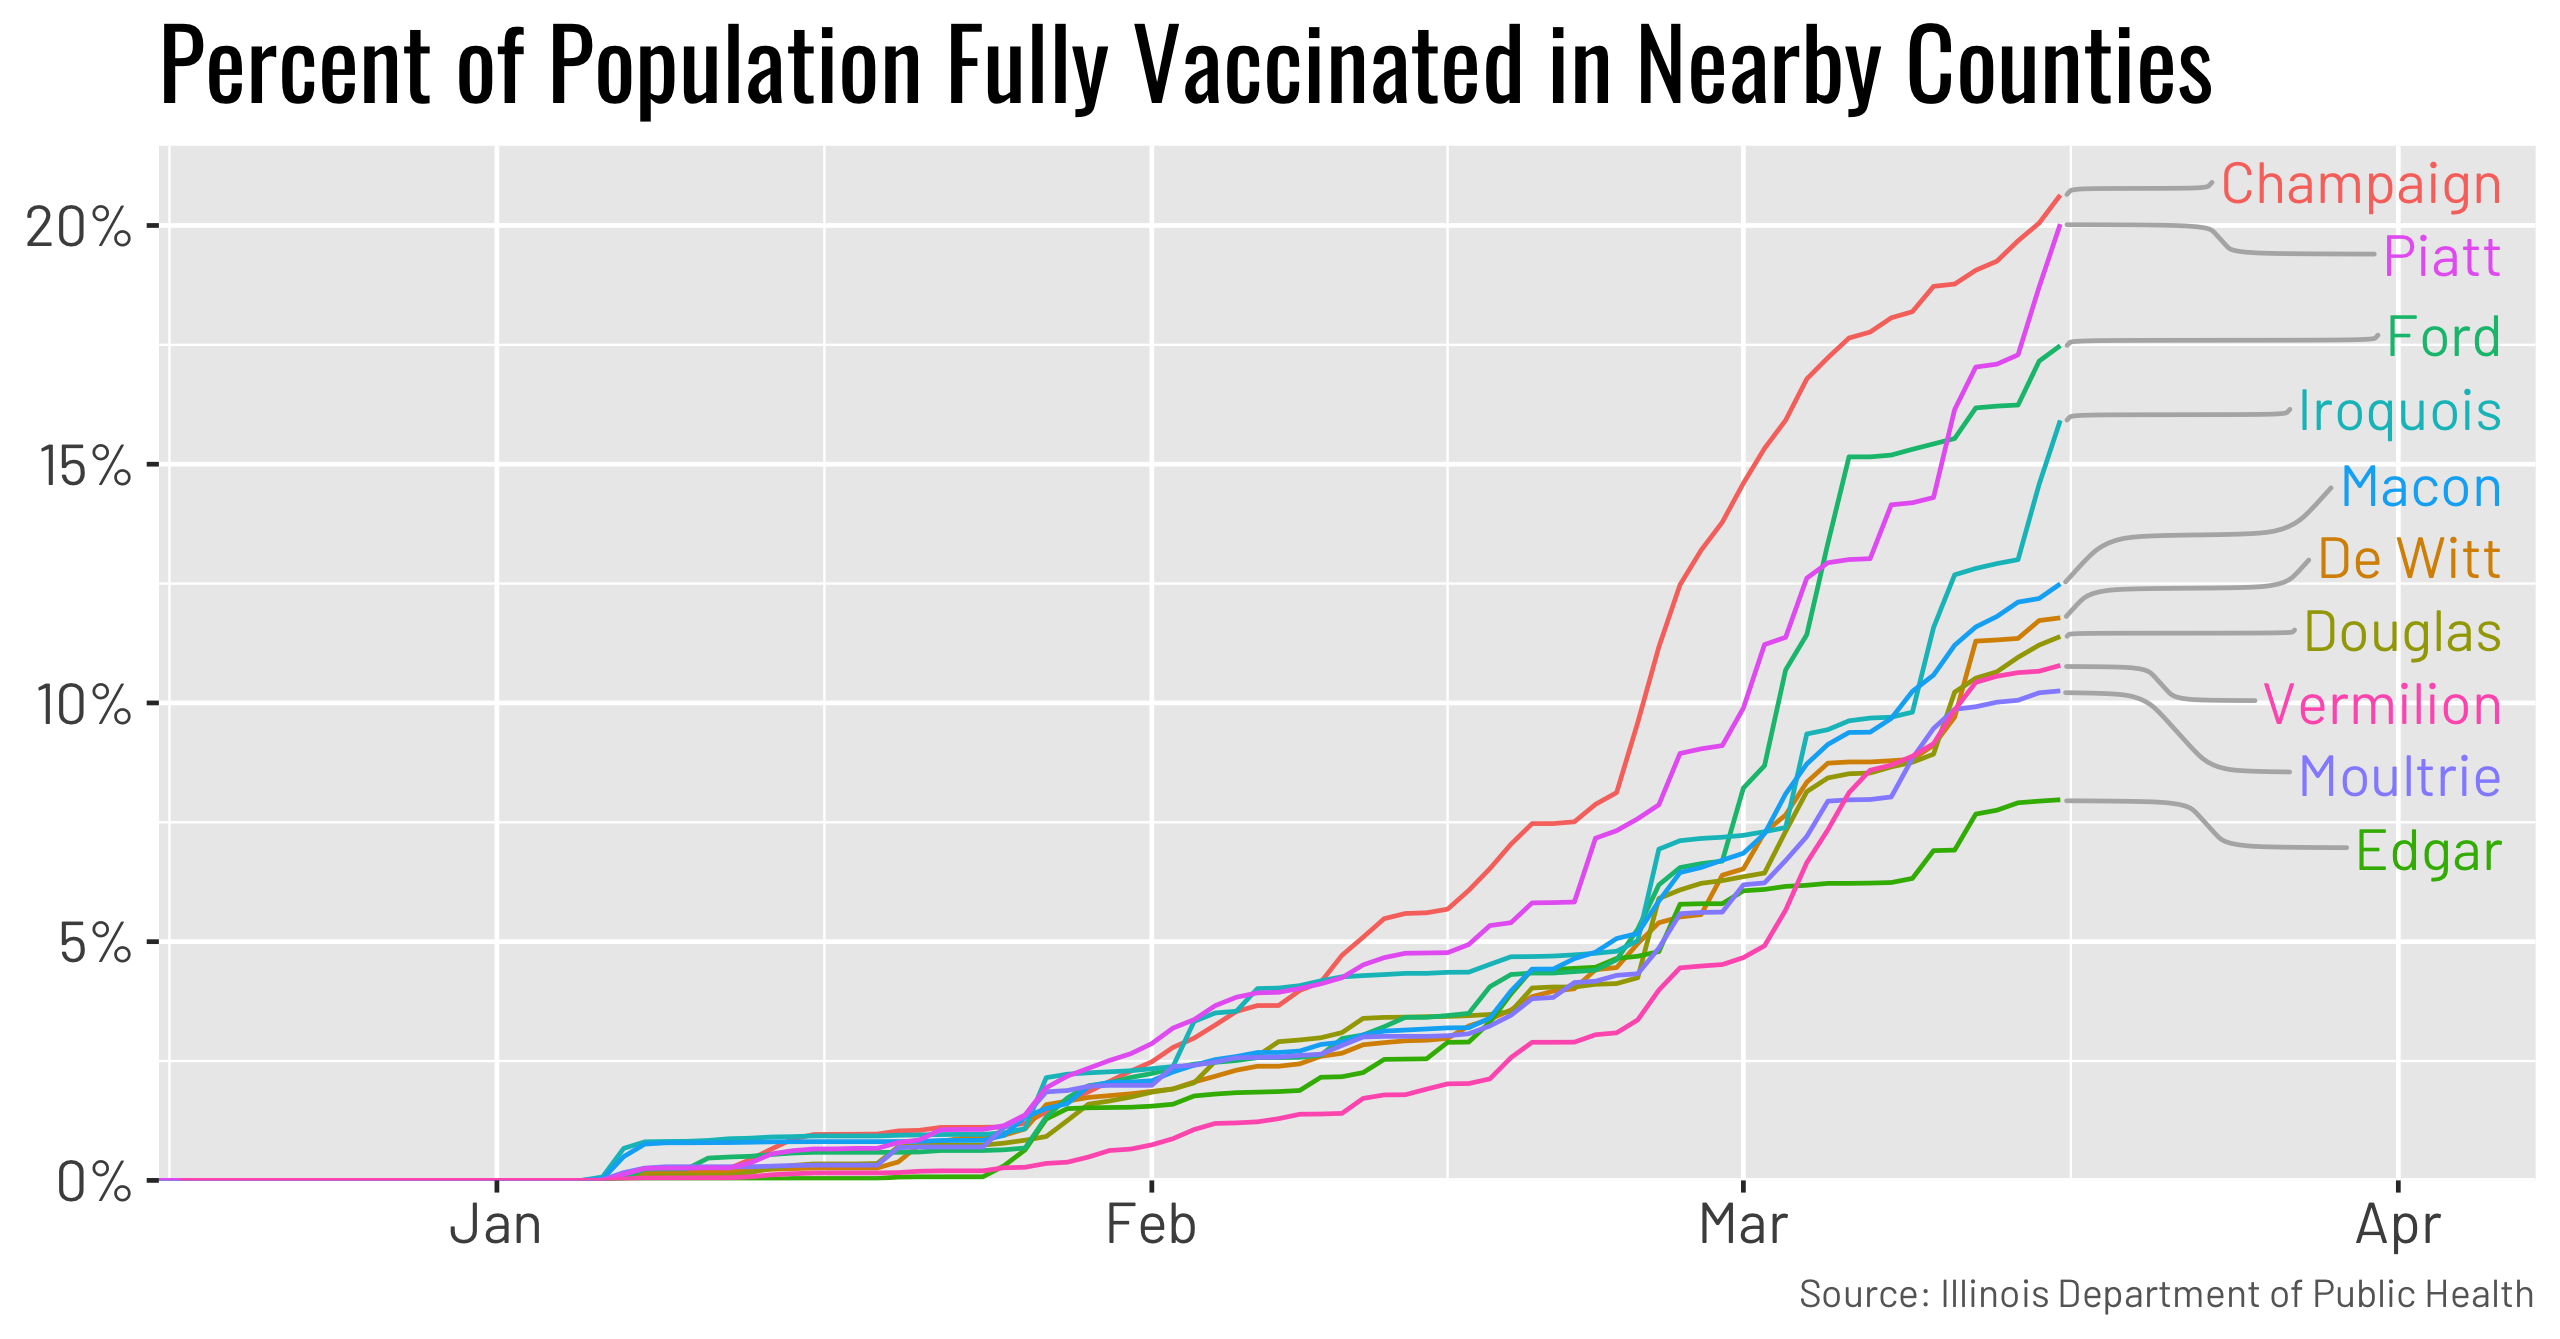 Percent of Population Fully Vaccinated in Nearby Counties
Champaign
20%
Piatt
Ford
Iroquois
15%
Macon
De Witt
Douglas
10%
Vermilion
Moultrie
Edgar
5%
0%
Jan Feb Mar Apr
Source: Illinois Department of Public Health